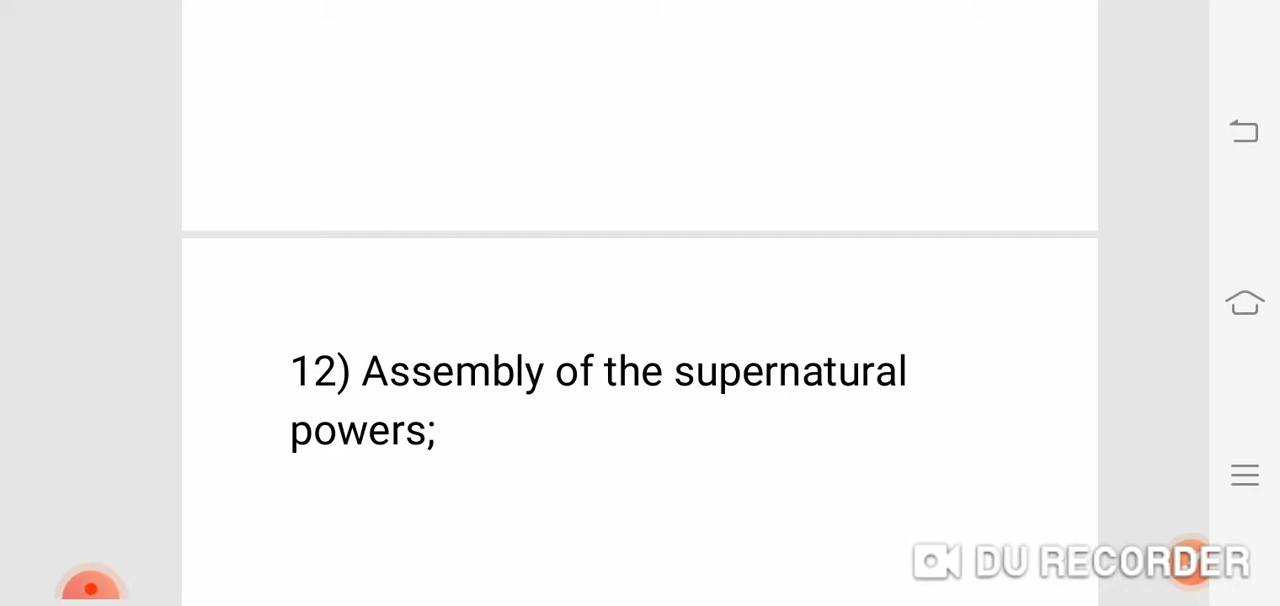 12) Assembly of the supernatural
powers;
DU RECORDER